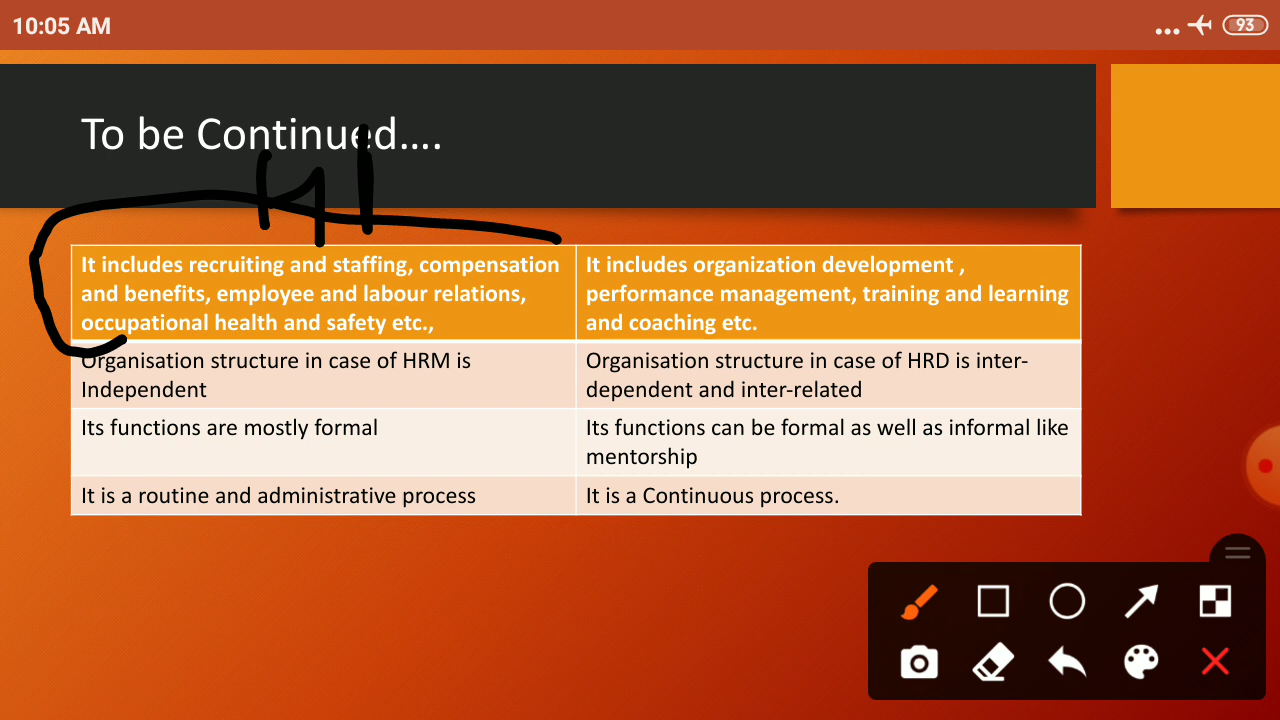 10:05 AM
93
To be Continued....
It includes recruiting and staffing, compensation
and benefits, employee and labour relations,
occupational health and safety etc.,
It includes organization development ,
performance management, training and learning
and coaching etc.
Organisation structure in case of HRM is
Independent
Organisation structure in case of HRD is inter-
dependent and inter-related
Its functions are mostly formal
Its functions can be formal as well as informal like
mentorship
It is a routine and administrative process
It is a Continuous process.